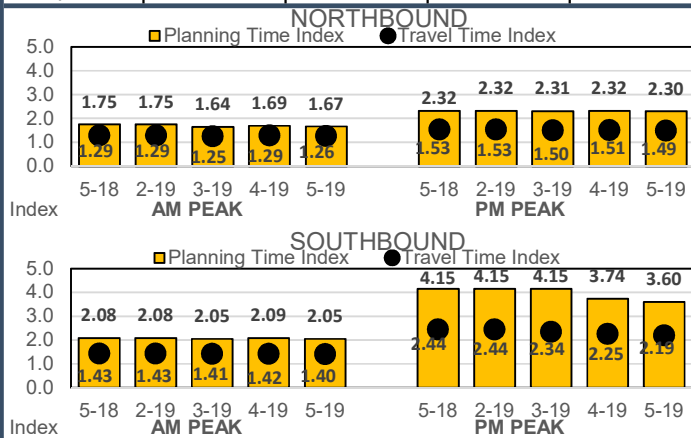 NORTHBOUND
Planning Time Index Travel Time Index
5.0
4.0
3.0
2.0
1.0
0.0
1.75 1.75 1.64 1.69 1.67 2.32 2.32 2.31 2.32 2.30
1.29 1.29 1.25 1.29 1.26 1.53 1.53 1.50 1.51 1.49
5-18 2-19 3-19 4-19 5-19 5-18 2-19 3-19 4-19 5-19
Index AM PEAK PM PEAK
SOUTHBOUND
Planning Time Index Travel Time Index
5.0
4.0
3.0
2.0
1.0
0.0
2.08 2.08 2.05 2.09 2.05 4.15 4.15 4.15 3.74 3.60
1.43 1.43 1.41 1.42 1.40 2.44 2.44 2.34 2.25 2.19
5-18 2-19 3-19 4-19 5-19 5-18 2-19 3-19 4-19 5-19
Index AM PEAK PM PEAK